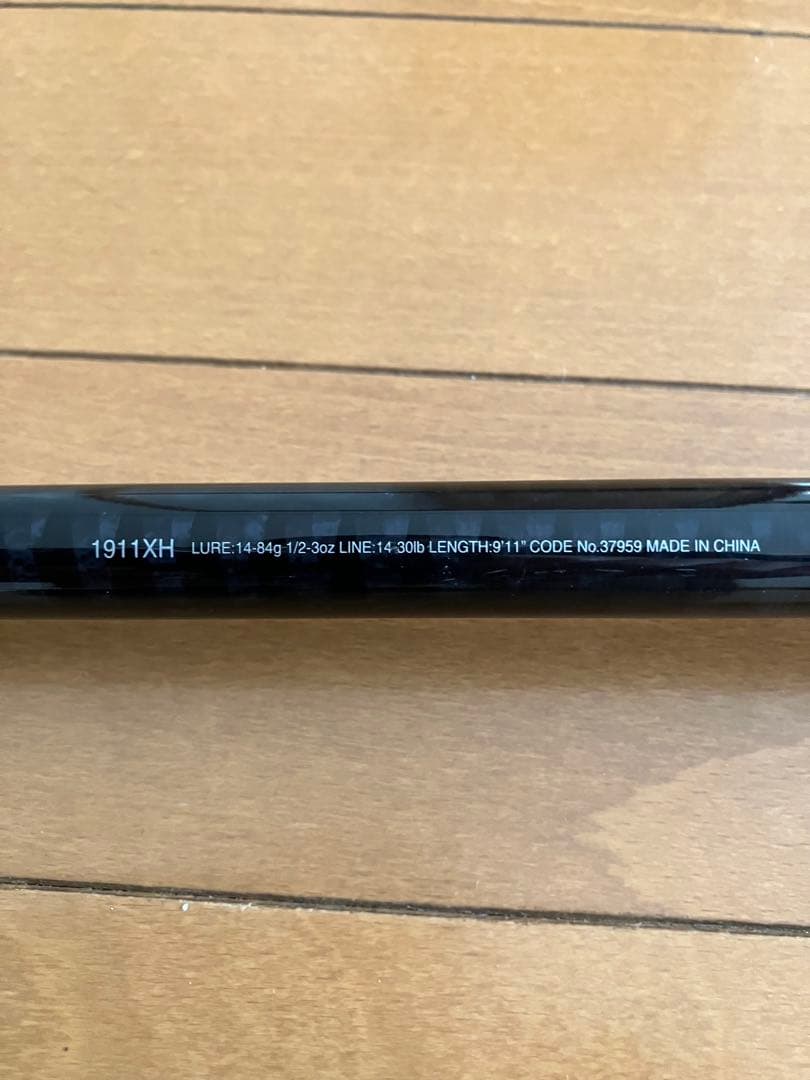 1911XH LURE:14-84g 1/2-3oz LINE:14-30lb LENGTH:9'11" CODE No.37959 MADE IN CHINA